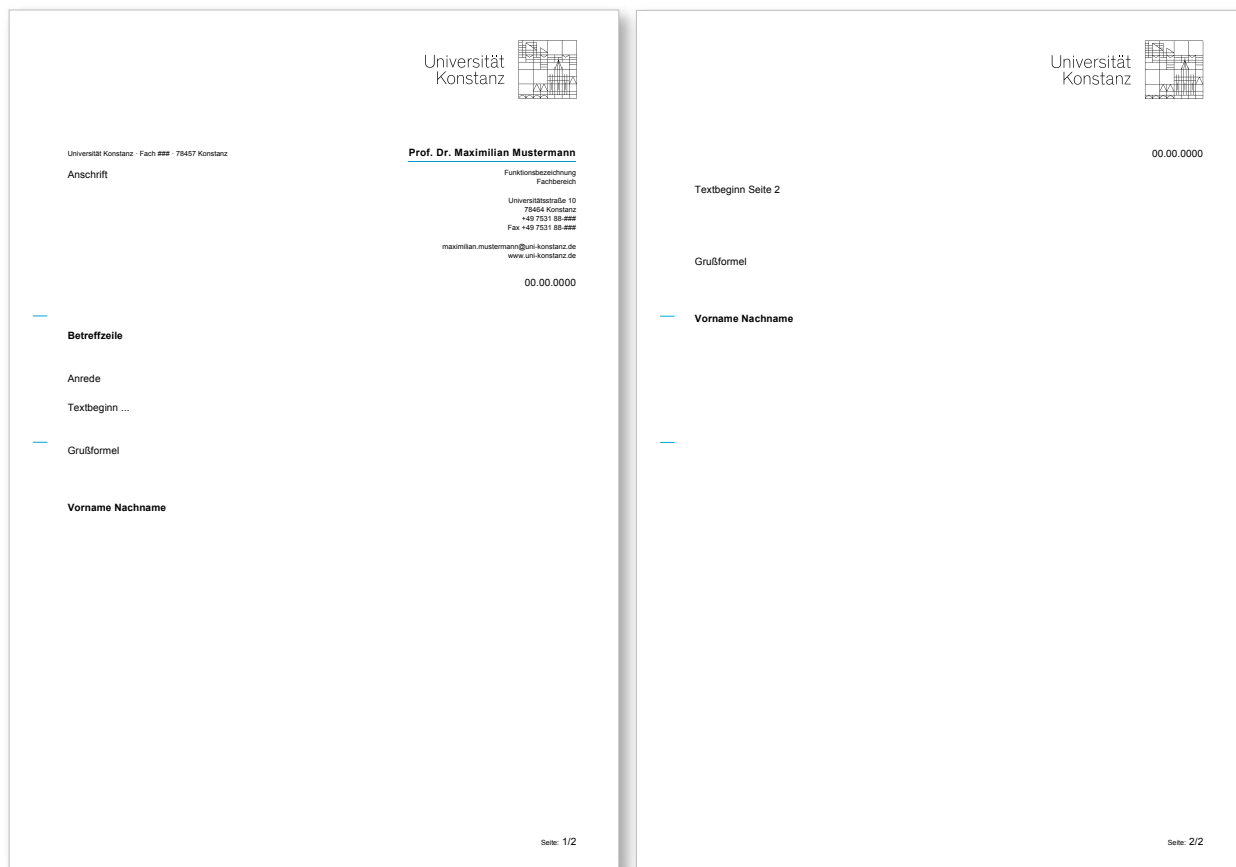 Universität
Konstanz
Universität Konstanz · Fach ### · 78457 Konstanz
Prof. Dr. Maximilian Mustermann
Anschrift
Funktionsbezeichnung
Fachbereich
Universitätsstraße 10
78464 Konstanz
+49 7531 88-###
Fax +49 7531 88-###
maximilian.mustermann@uni-konstanz.de
www.uni-konstanz.de
00.00.0000
Betreffzeile
Anrede
Textbeginn ...
Grußformel
Vorname Nachname
Seite: 1/2
Universität
Konstanz
00.00.0000
Textbeginn Seite 2
Grußformel
Vorname Nachname
Seite: 2/2